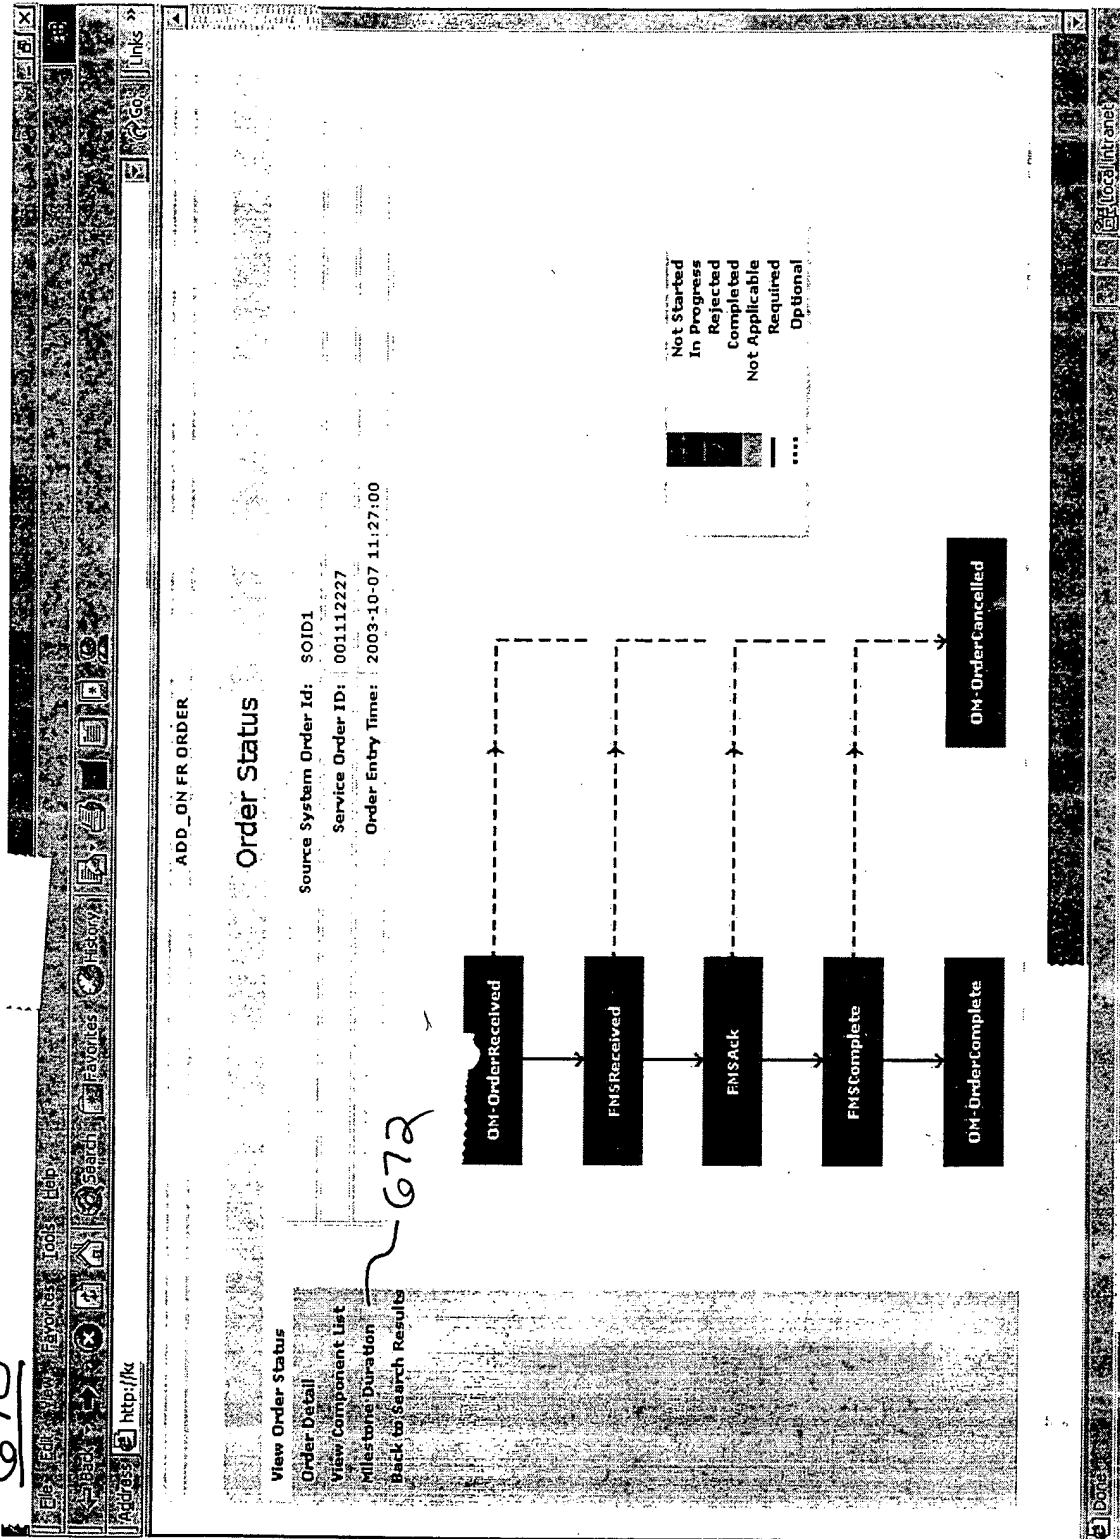 File Edit View Favorites Tools Help
Back Search Favorites History
Address http://k
Go Links
ADD_ON FR ORDER
Order Status
View Order Status
Order Detail
View Component List
Milestone Duration
Back to Search Results
672
Source System Order Id: SOID1
Service Order ID: 001112227
Order Entry Time: 2003-10-07 11:27:00
OM-OrderReceived
FMSReceived
FMSAck
FMSComplete
OM-OrderComplete
OM-OrderCancelled
Not Started
In Progress
Rejected
Completed
Not Applicable
Required
Optional
Done
Local intranet